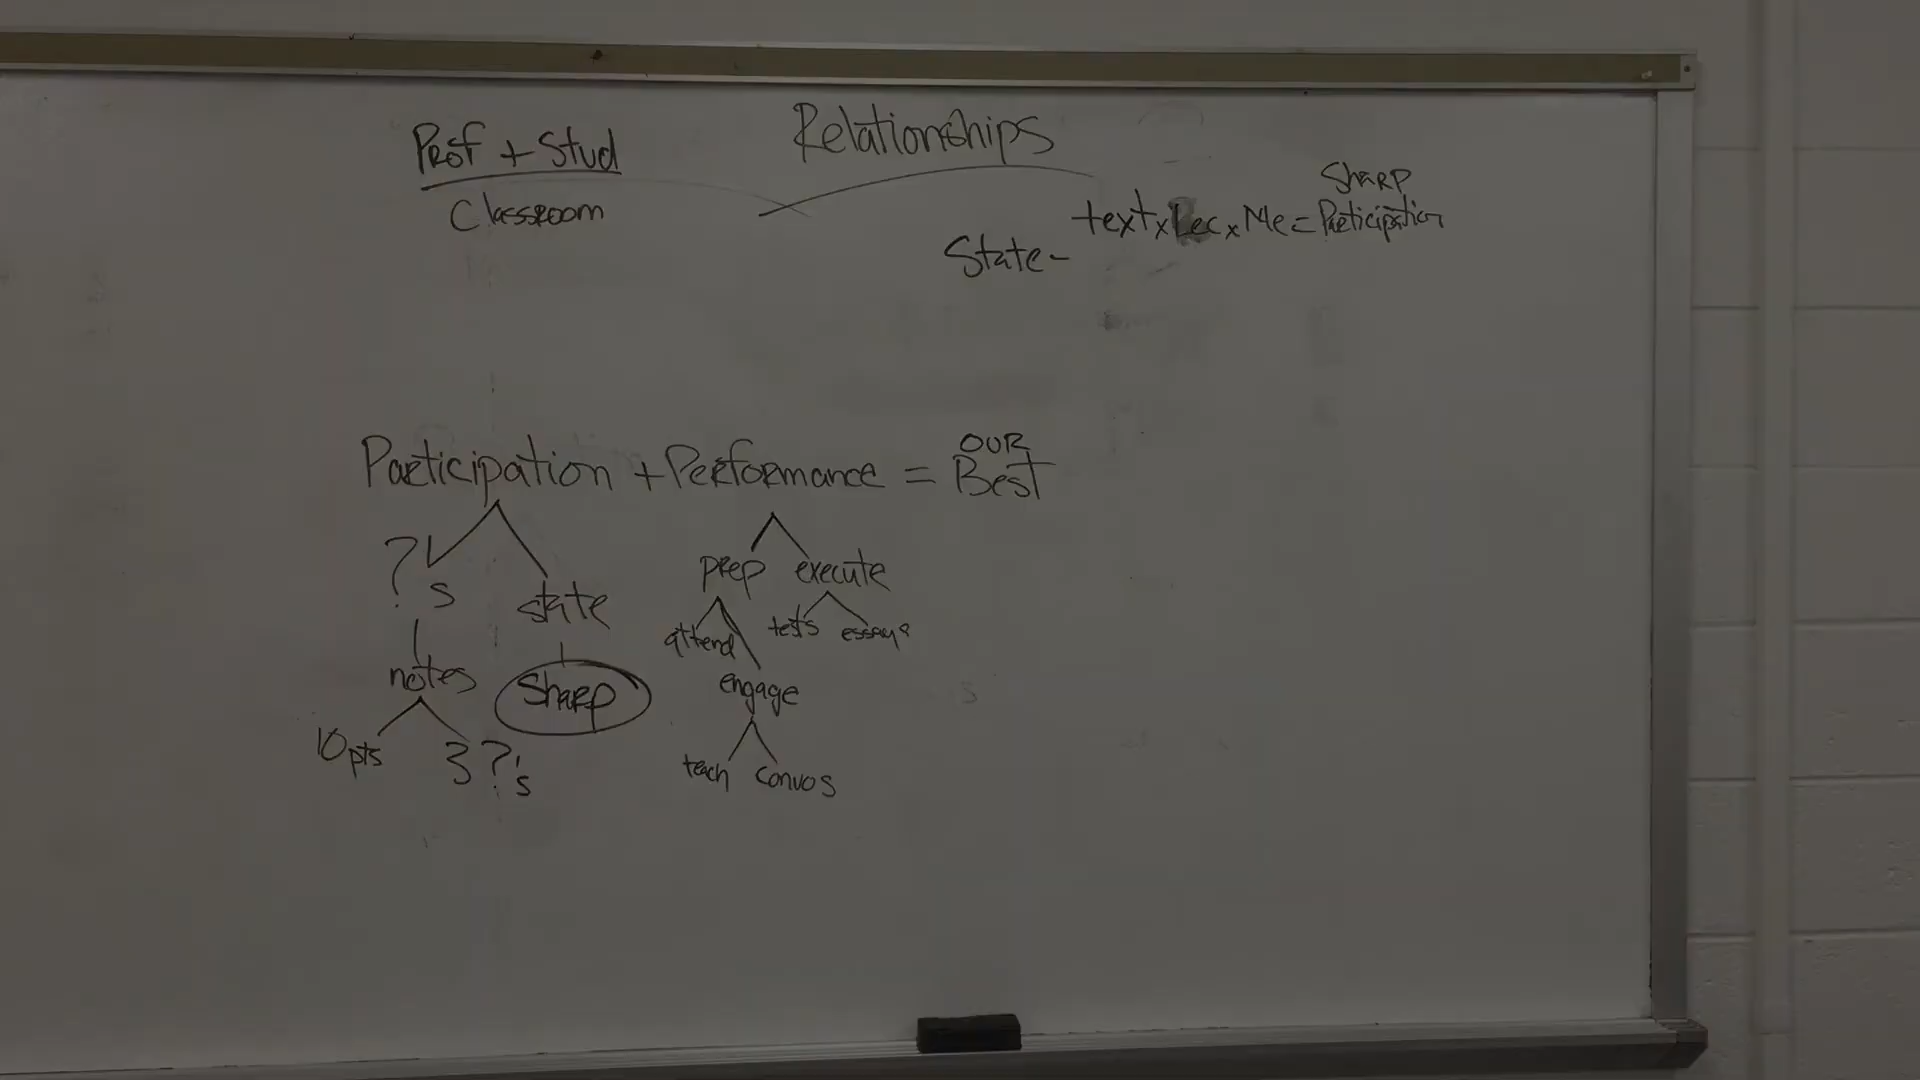 Relationships
Prof + Stud
Classroom
Sharp
text x Lec x Me = Participation
State -
OUR
Participation + Performance = Best
?'s
state
prep execute
attend tests essays
notes
Sharp
engage
10pts 3 ?'s
teach convos